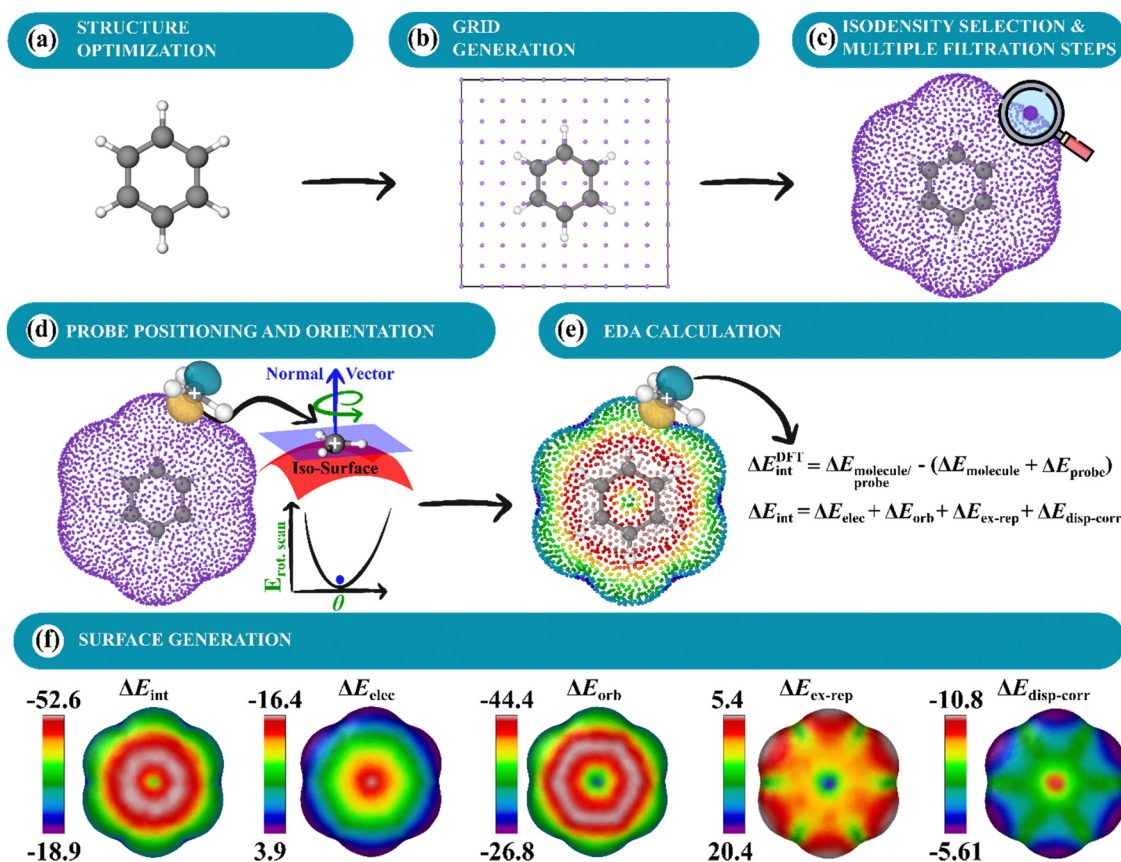 (a) STRUCTURE
OPTIMIZATION
(b) GRID
GENERATION
(c) ISODENSITY SELECTION &
MULTIPLE FILTRATION STEPS
(d) PROBE POSITIONING AND ORIENTATION
Normal Vector
+
+
Iso-Surface
E rot. scan
θ
(e) EDA CALCULATION
+
ΔE_int^DFT = ΔE_molecule/probe - (ΔE_molecule + ΔE_probe)
ΔE_int = ΔE_elec + ΔE_orb + ΔE_ex-rep + ΔE_disp-corr
(f) SURFACE GENERATION
-52.6 ΔE_int -16.4 ΔE_elec -44.4 ΔE_orb 5.4 ΔE_ex-rep -10.8 ΔE_disp-corr
-18.9 3.9 -26.8 20.4 -5.61